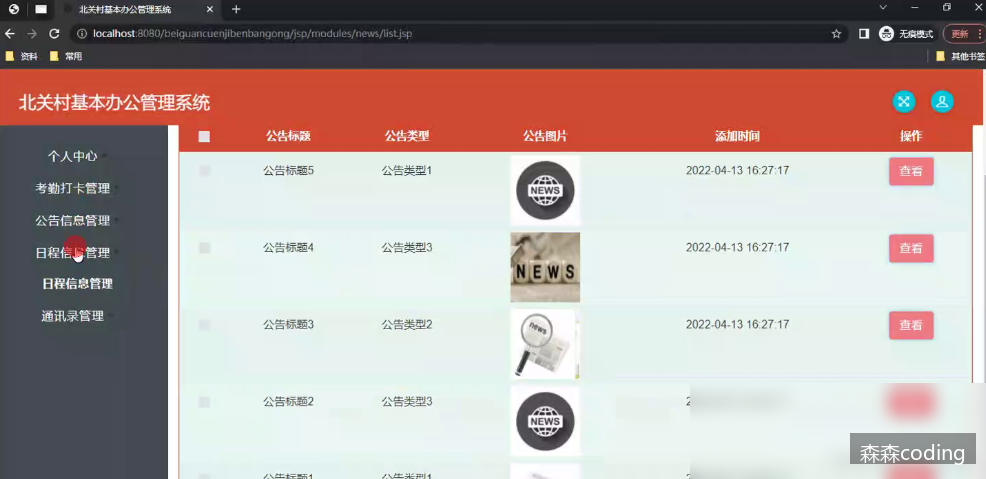 北关村基本办公管理系统
localhost:8080/beiguancuenjibenbangong/jsp/modules/news/list.jsp
无痕模式
更新
资料
常用
其他书签
北关村基本办公管理系统
个人中心
考勤打卡管理
公告信息管理
日程信息管理
日程信息管理
通讯录管理
公告标题 公告类型 公告图片 添加时间 操作
公告标题5 公告类型1 NEWS 2022-04-13 16:27:17 查看
公告标题4 公告类型3 NEWS 2022-04-13 16:27:17 查看
公告标题3 公告类型2 news 2022-04-13 16:27:17 查看
公告标题2 公告类型3 NEWS
公告标题1 公告类型1
森森coding